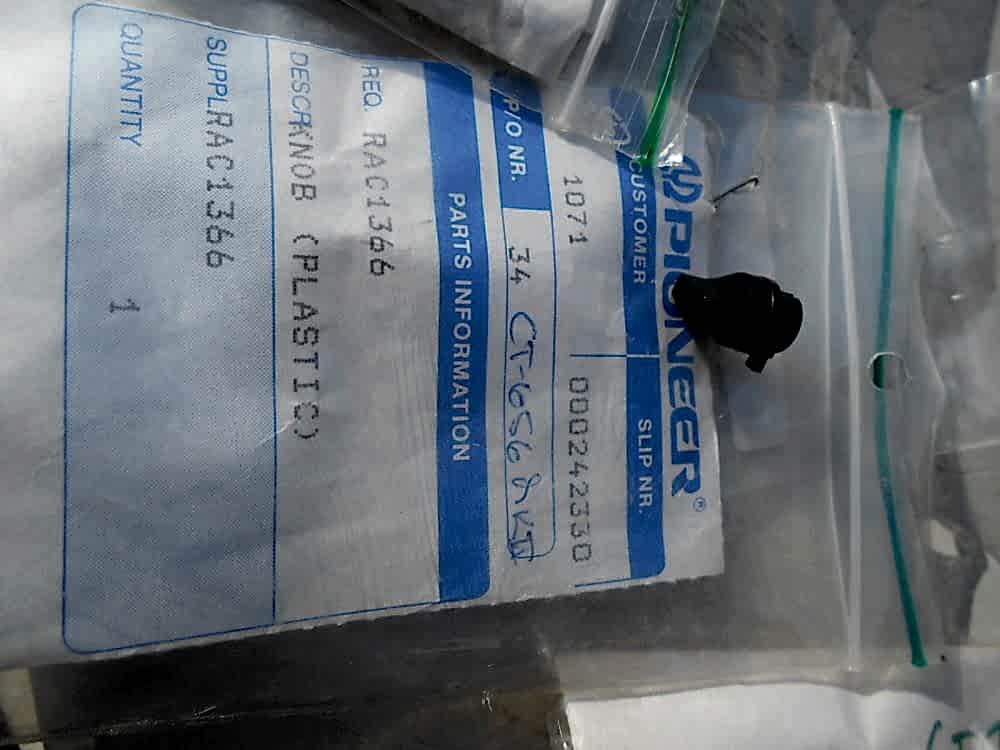 PIONEER®
CUSTOMER SLIP NR.
1071 000242330
P/O NR. 34 CT-656 MKII
PARTS INFORMATION
REQ. RAC1366
DESCR KNOB (PLASTIC)
SUPPL RAC1366
QUANTITY 1